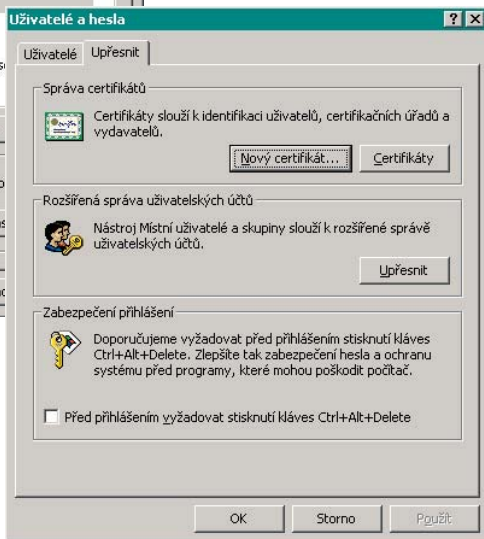 Uživatelé a hesla
Uživatelé
Upřesnit
Správa certifikátů
Certifikáty slouží k identifikaci uživatelů, certifikačních úřadů a
vydavatelů.
Nový certifikát...
Certifikáty
Rozšířená správa uživatelských účtů
Nástroj Místní uživatelé a skupiny slouží k rozšířené správě
uživatelských účtů.
Upřesnit
Zabezpečení přihlášení
Doporučujeme vyžadovat před přihlášením stisknutí kláves
Ctrl+Alt+Delete. Zlepšíte tak zabezpečení hesla a ochranu
systému před programy, které mohou poškodit počítač.
Před přihlášením vyžadovat stisknutí kláves Ctrl+Alt+Delete
OK
Storno
Použít